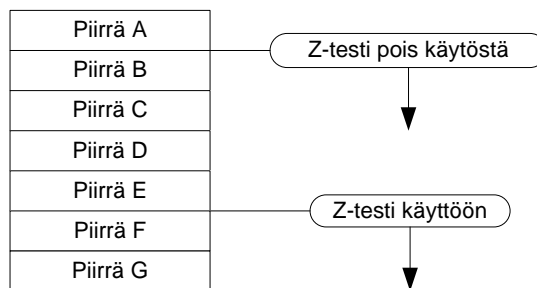 Piirrä A
Z-testi pois käytöstä
Piirrä B
Piirrä C
Piirrä D
Piirrä E
Z-testi käyttöön
Piirrä F
Piirrä G